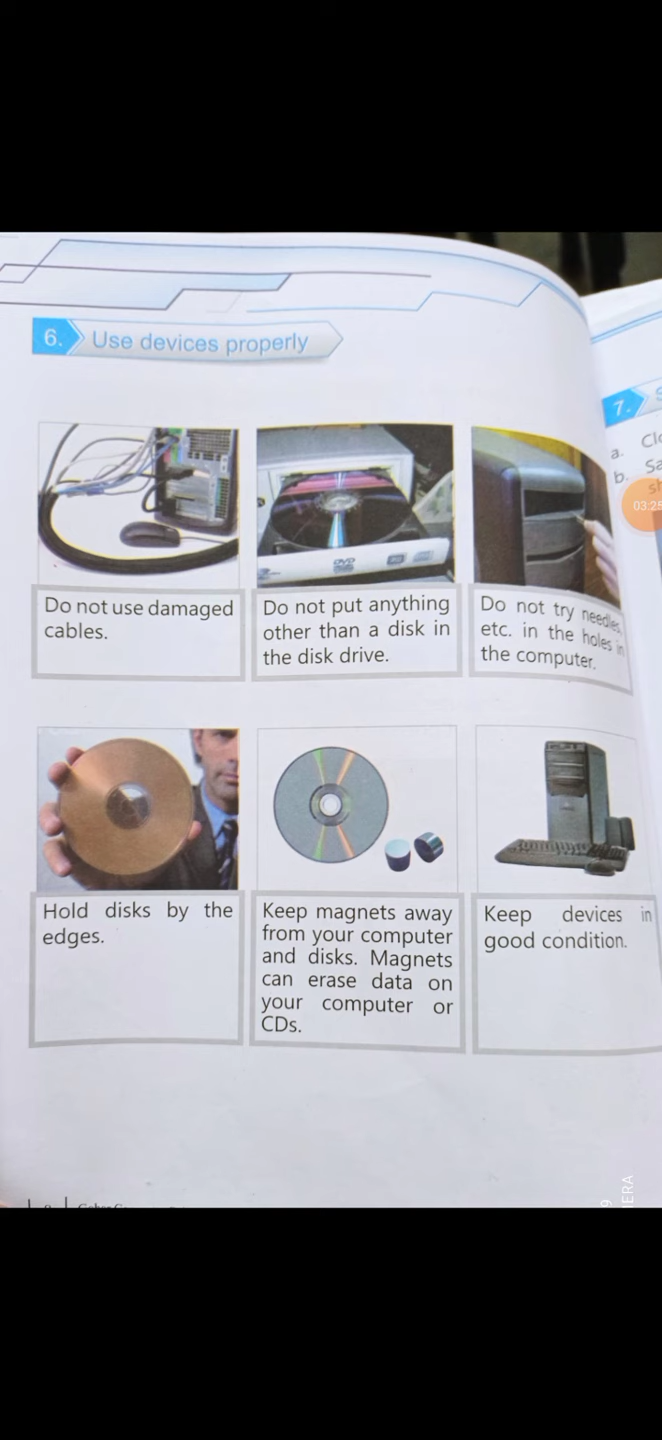 6. Use devices properly
7.
a.
b. Sa
03:25
Do not use damaged
cables.
Do not put anything
other than a disk in
the disk drive.
Do not try needles,
etc. in the holes in
the computer.
DVD
Hold disks by the
edges.
Keep magnets away
from your computer
and disks. Magnets
can erase data on
your computer or
CDs.
Keep devices in
good condition.